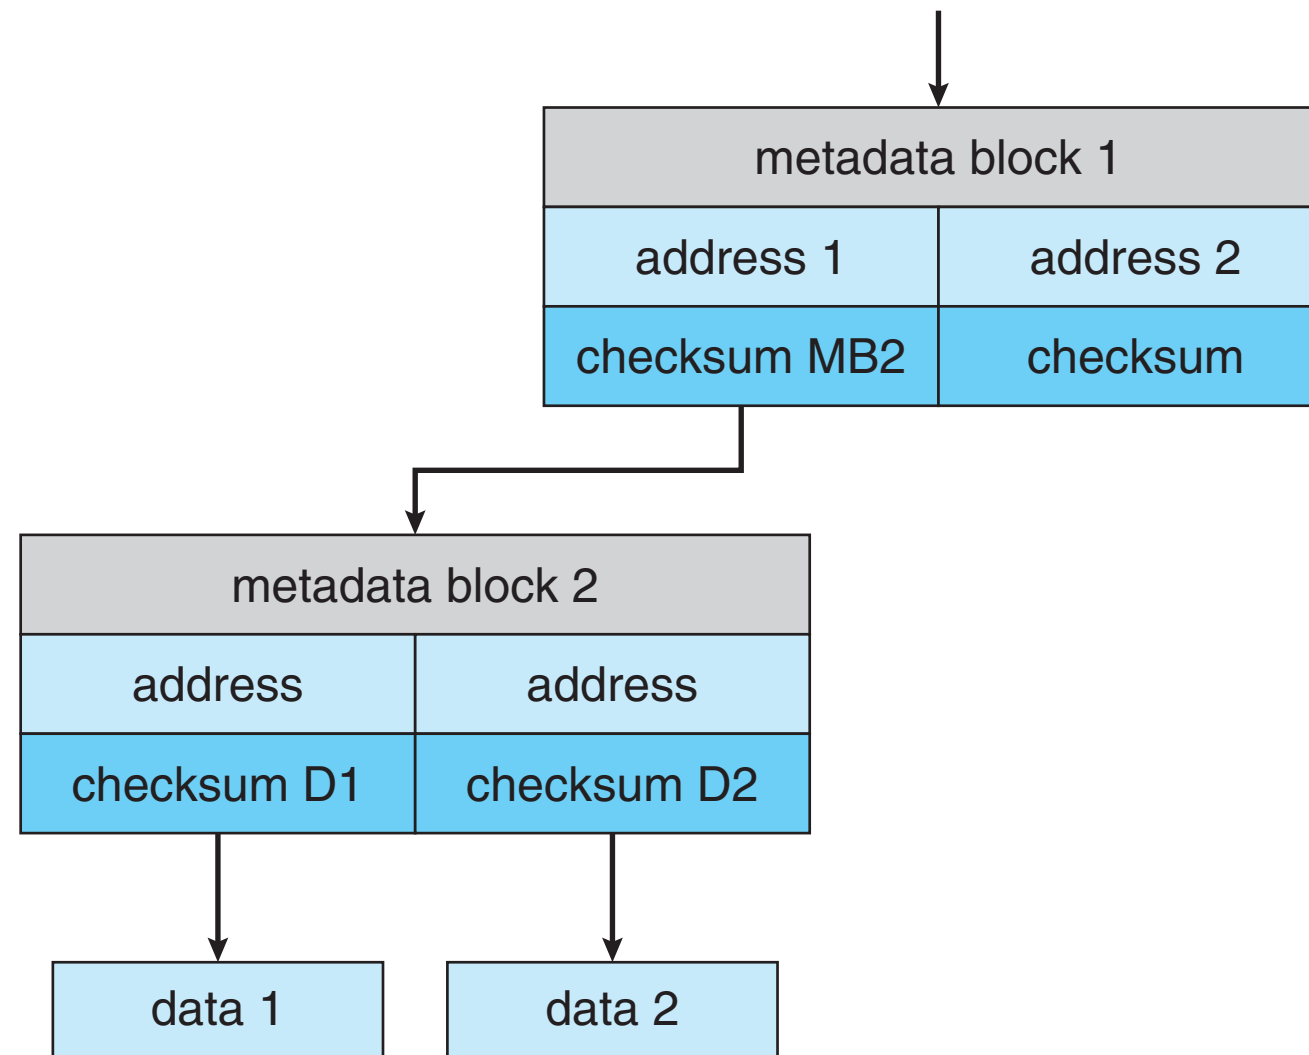 metadata block 1
address 1 address 2
checksum MB2 checksum
metadata block 2
address address
checksum D1 checksum D2
data 1 data 2